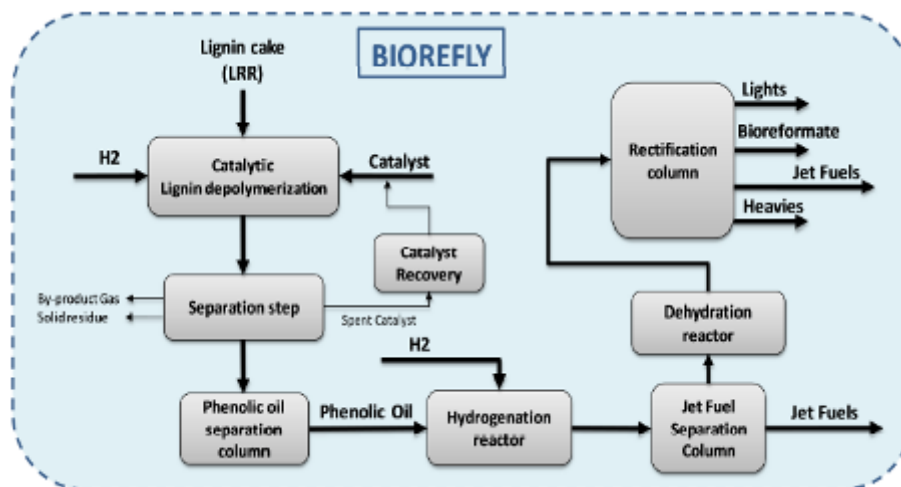 BIOREFLY
Lignin cake
(LRR)
H2
Catalytic
Lignin depolymerization
Catalyst
Catalyst
Recovery
Separation step
By-product Gas
Solid residue
Spent Catalyst
Phenolic oil
separation
column
Phenolic Oil
H2
Hydrogenation
reactor
Jet Fuel
Separation
Column
Jet Fuels
Dehydration
reactor
Rectification
column
Lights
Bioreformate
Jet Fuels
Heavies